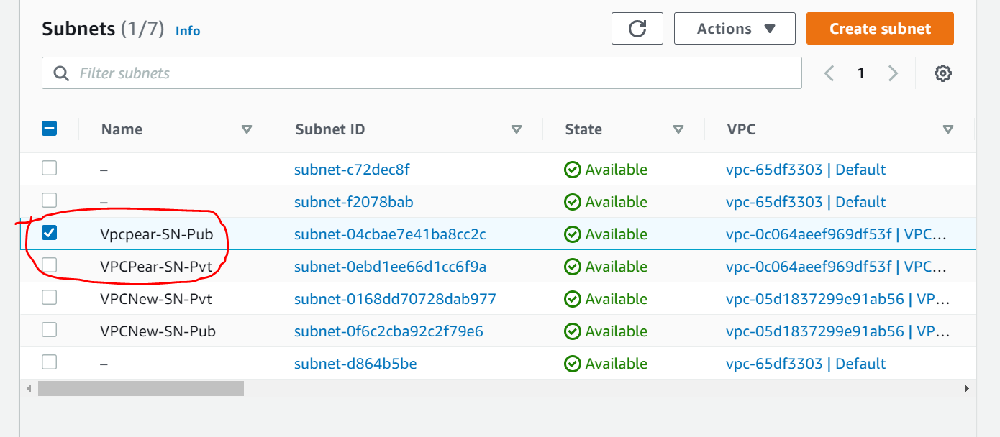 Subnets (1/7) Info Actions Create subnet
Filter subnets 1
Name Subnet ID State VPC
– subnet-c72dec8f Available vpc-65df3303 | Default
– subnet-f2078bab Available vpc-65df3303 | Default
Vpcpear-SN-Pub subnet-04cbae7e41ba8cc2c Available vpc-0c064aeef969df53f | VPC...
VPCPear-SN-Pvt subnet-0ebd1ee66d1cc6f9a Available vpc-0c064aeef969df53f | VPC...
VPCNew-SN-Pvt subnet-0168dd70728dab977 Available vpc-05d1837299e91ab56 | VP...
VPCNew-SN-Pub subnet-0f6c2cba92c2f79e6 Available vpc-05d1837299e91ab56 | VP...
– subnet-d864b5be Available vpc-65df3303 | Default